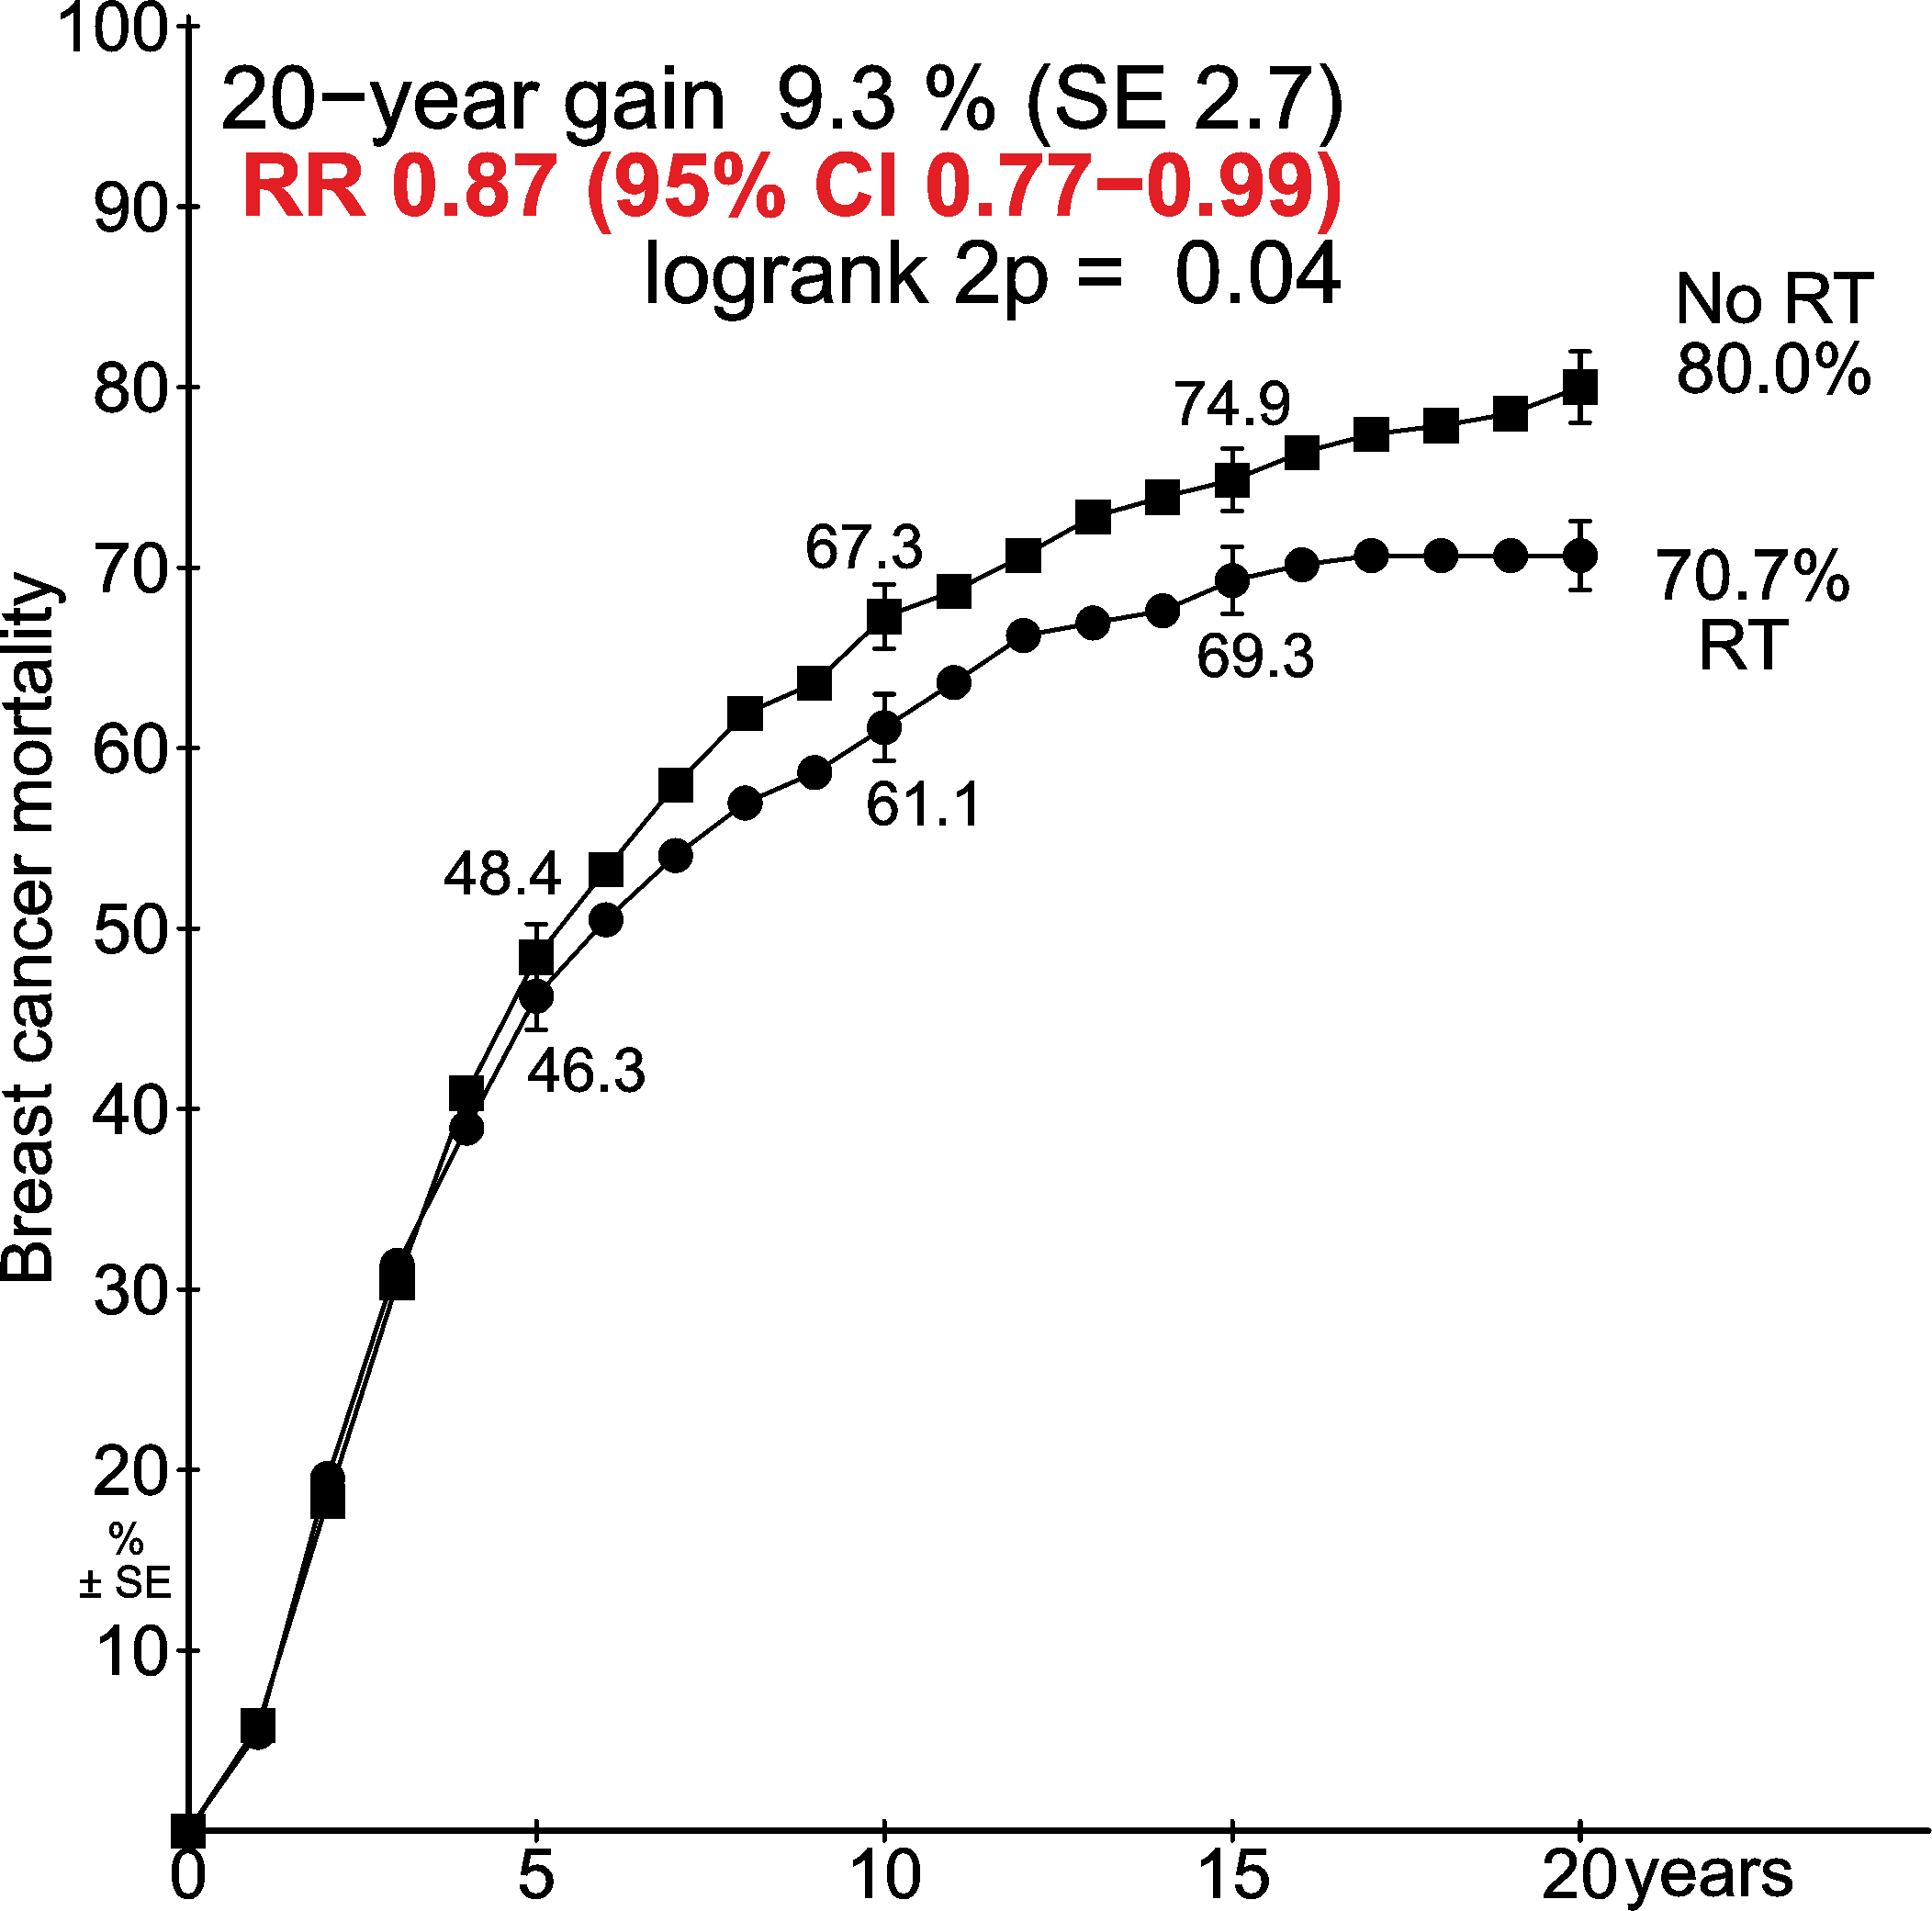 100
20−year gain 9.3 % (SE 2.7)
RR 0.87 (95% CI 0.77−0.99)
logrank 2p = 0.04
No RT
80.0%
70.7%
RT
90
80
70
60
50
40
30
20
%
± SE
10
Breast cancer mortality
74.9
67.3
69.3
61.1
48.4
46.3
0
5
10
15
20 years